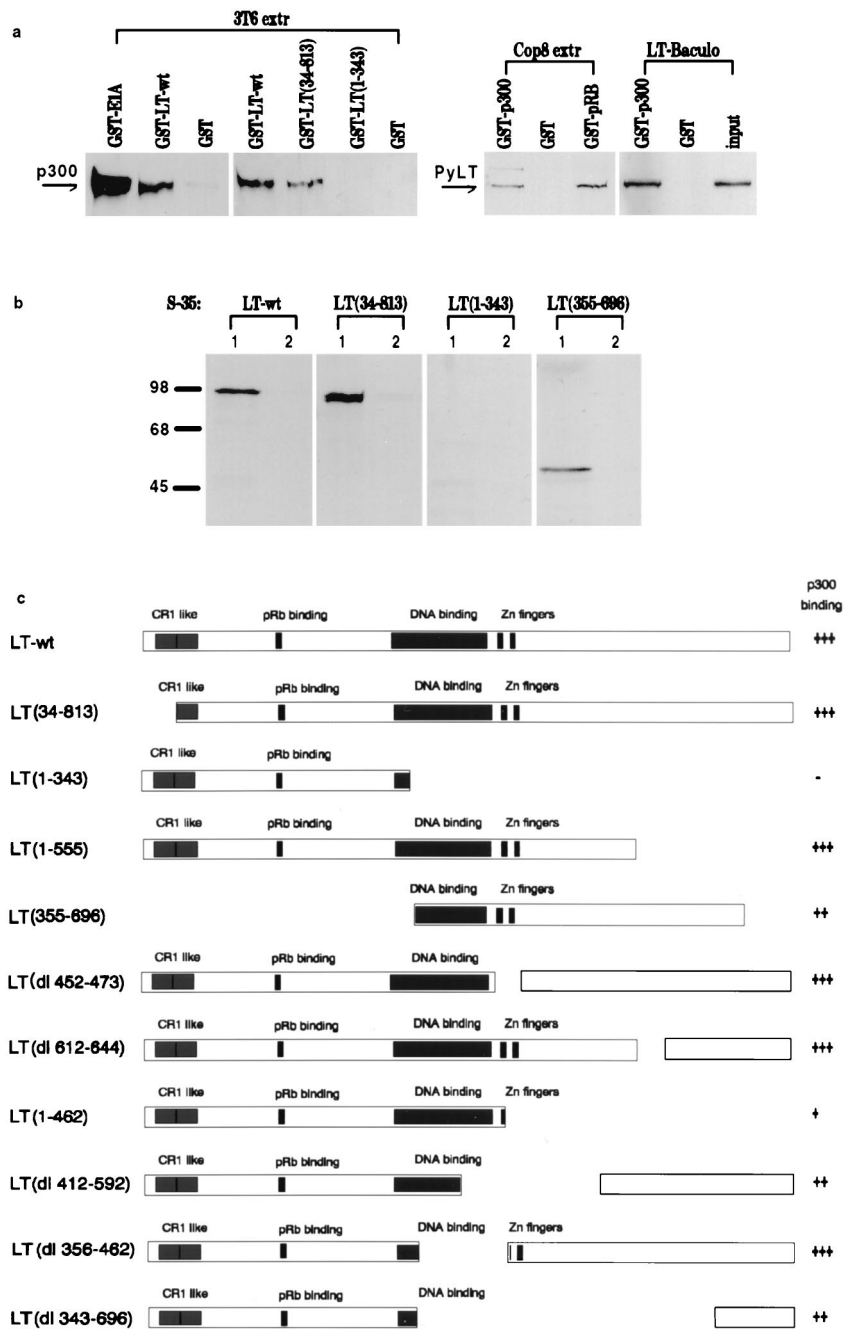 a
3T6 extr
GST-E1A
GST-LT-wt
GST
GST-LT-wt
GST-LT(34-813)
GST-LT(1-343)
GST
p300
Cop8 extr
LT-Baculo
GST-p300
GST
GST-pRB
GST-p300
GST
input
PyLT
b
S-35:
LT-wt
LT(34-813)
LT(1-343)
LT(355-696)
1 2 1 2 1 2 1 2
98
68
45
c
p300
binding
CR1 like pRb binding DNA binding Zn fingers
LT-wt +++
CR1 like pRb binding DNA binding Zn fingers
LT(34-813) +++
CR1 like pRb binding
LT(1-343) -
CR1 like pRb binding DNA binding Zn fingers
LT(1-555) +++
DNA binding Zn fingers
LT(355-696) ++
CR1 like pRb binding DNA binding
LT(dl 452-473) +++
CR1 like pRb binding DNA binding Zn fingers
LT(dl 612-644) +++
CR1 like pRb binding DNA binding Zn fingers
LT(1-462) +
CR1 like pRb binding DNA binding
LT(dl 412-592) ++
CR1 like pRb binding DNA binding Zn fingers
LT(dl 356-462) +++
CR1 like pRb binding DNA binding
LT(dl 343-696) ++